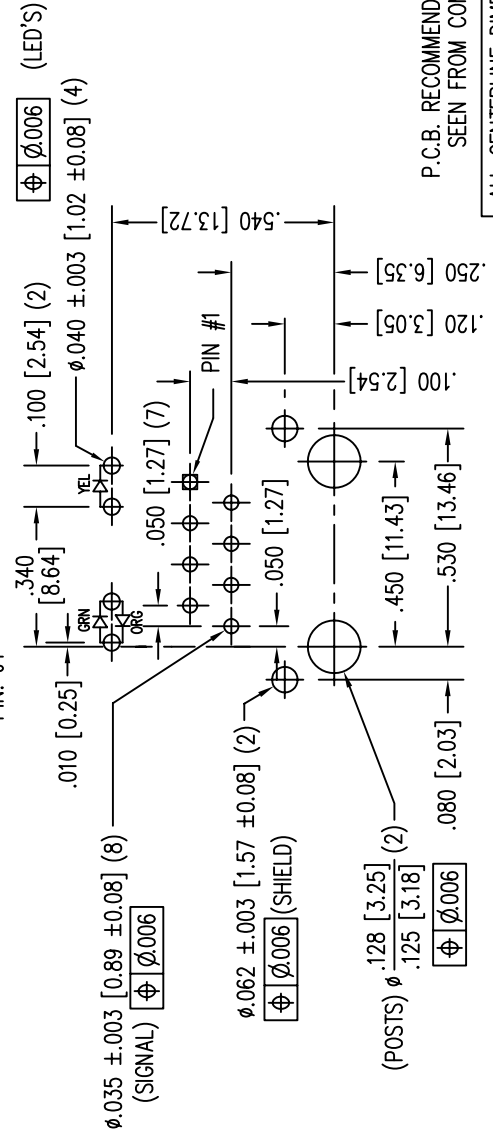 (LED'S)
⌖ Ø.006
ø.040 ±.003 [1.02 ±0.08] (4)
.100 [2.54] (2)
.340
[8.64]
.010 [0.25]
YEL
GRN
ORG
.540 [13.72]
PIN #1
.050 [1.27] (7)
.050 [1.27]
.250 [6.35]
.120 [3.05]
.100 [2.54]
ø.035 ±.003 [0.89 ±0.08] (8)
(SIGNAL) ⌖ Ø.006
ø.062 ±.003 [1.57 ±0.08] (2)
⌖ Ø.006 (SHIELD)
(POSTS) ø .128 [3.25] (2)
.125 [3.18]
⌖ Ø.006
.450 [11.43]
.530 [13.46]
.080 [2.03]
P.C.B. RECOMMEND
SEEN FROM